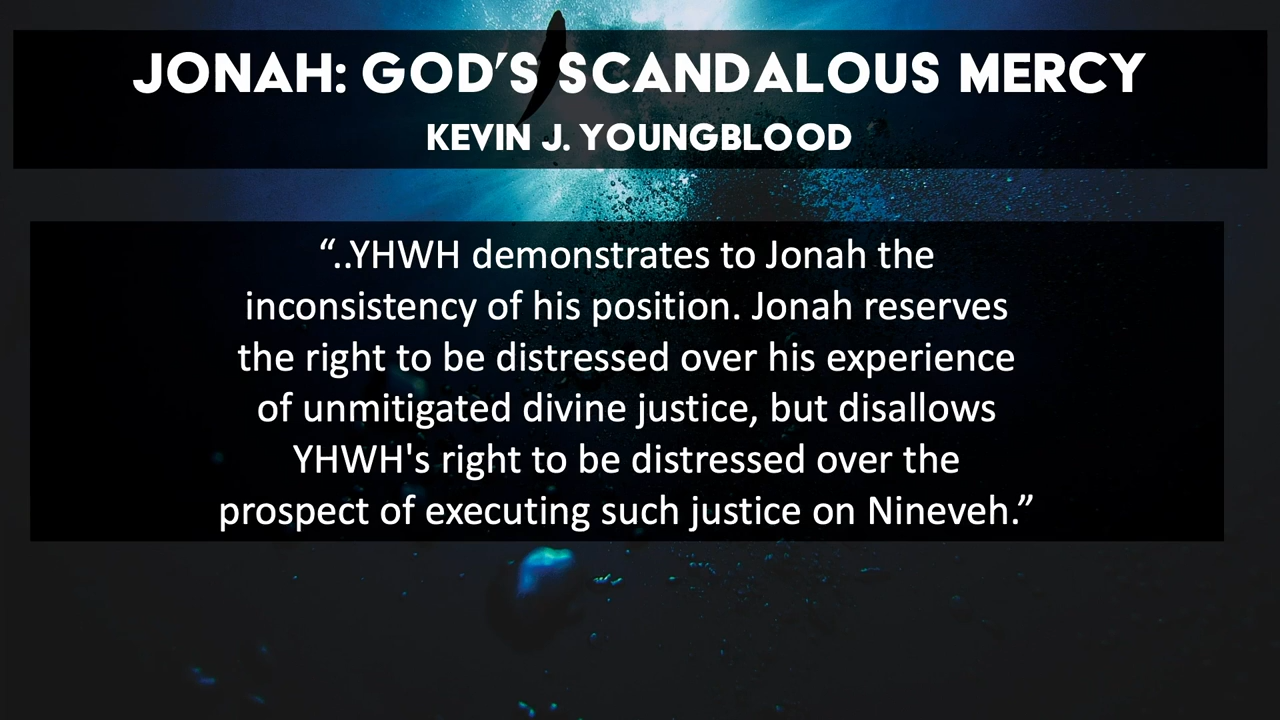 JONAH: GOD'S SCANDALOUS MERCY
KEVIN J. YOUNGBLOOD
“..YHWH demonstrates to Jonah the
inconsistency of his position. Jonah reserves
the right to be distressed over his experience
of unmitigated divine justice, but disallows
YHWH's right to be distressed over the
prospect of executing such justice on Nineveh.”